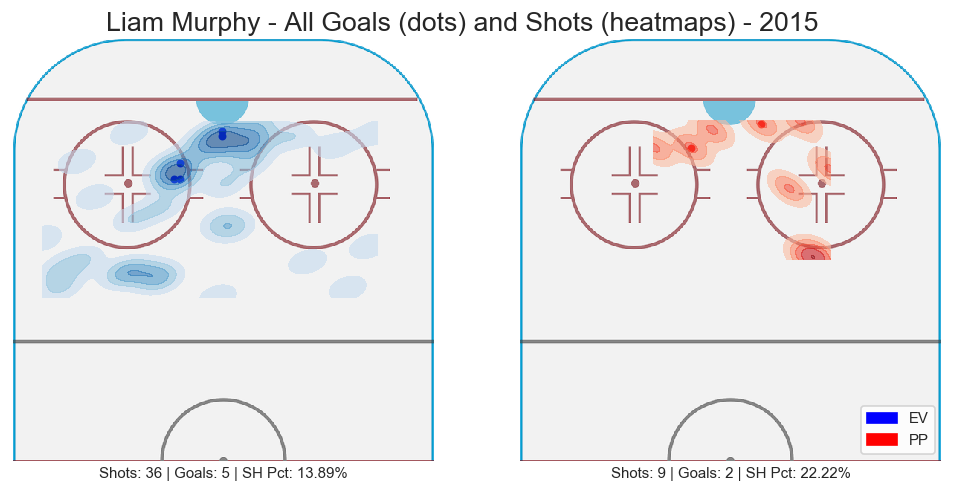 Liam Murphy - All Goals (dots) and Shots (heatmaps) - 2015
EV
PP
Shots: 36 | Goals: 5 | SH Pct: 13.89%
Shots: 9 | Goals: 2 | SH Pct: 22.22%